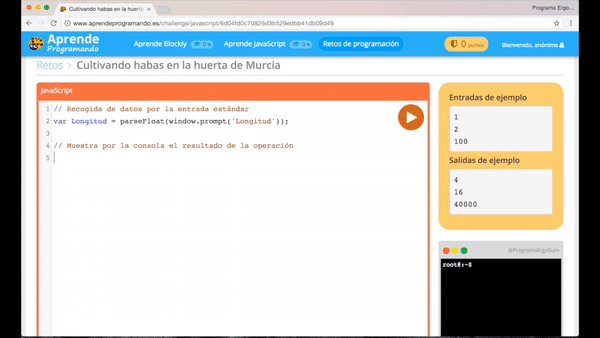 Cultivando habas en la huerta
Programo Ergo...
www.aprendeprogramando.es/challenge/javascript/6d04fd0c70826d3b529edbb41db09d49
Aprende
Programando
Aprende Blockly
Aprende JavaScript
Retos de programación
0 puntos
Bienvenido, anónimo
Retos > Cultivando habas en la huerta de Murcia
JavaScript
1 // Recogida de datos por la entrada estándar
2 var Longitud = parseFloat(window.prompt('Longitud'));
3
4 // Muestra por la consola el resultado de la operación
5
Entradas de ejemplo
1
2
100
Salidas de ejemplo
4
16
40000
@ProgramoErgoSum
root@:~$